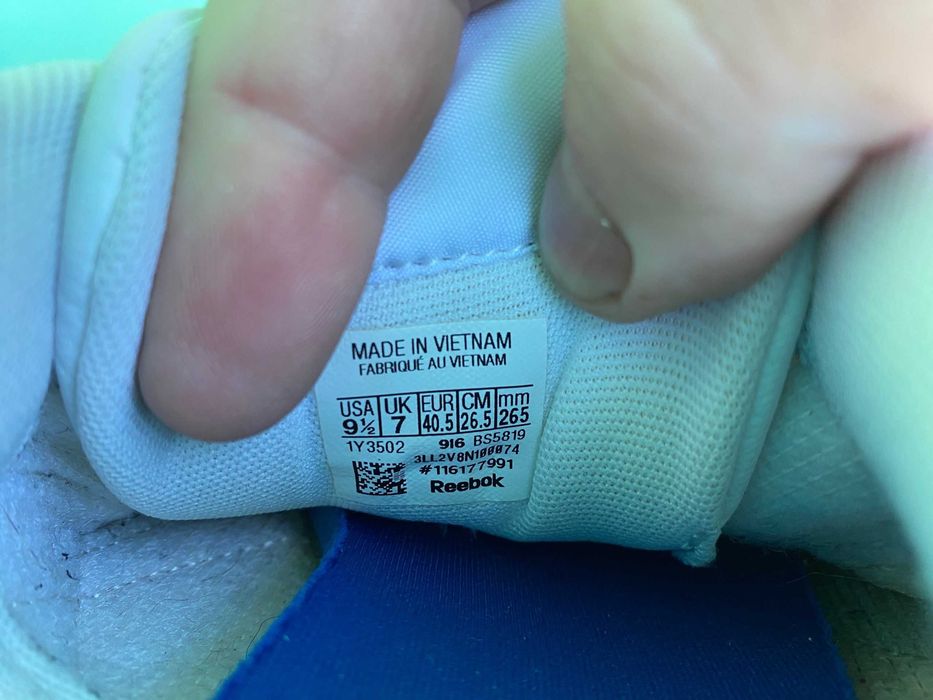 MADE IN VIETNAM
FABRIQUÉ AU VIETNAM
USA UK EUR CM mm
9½ 7 40.5 26.5 265
1Y3502 916 BS5819
3LL2V8N100074
#116177991
Reebok